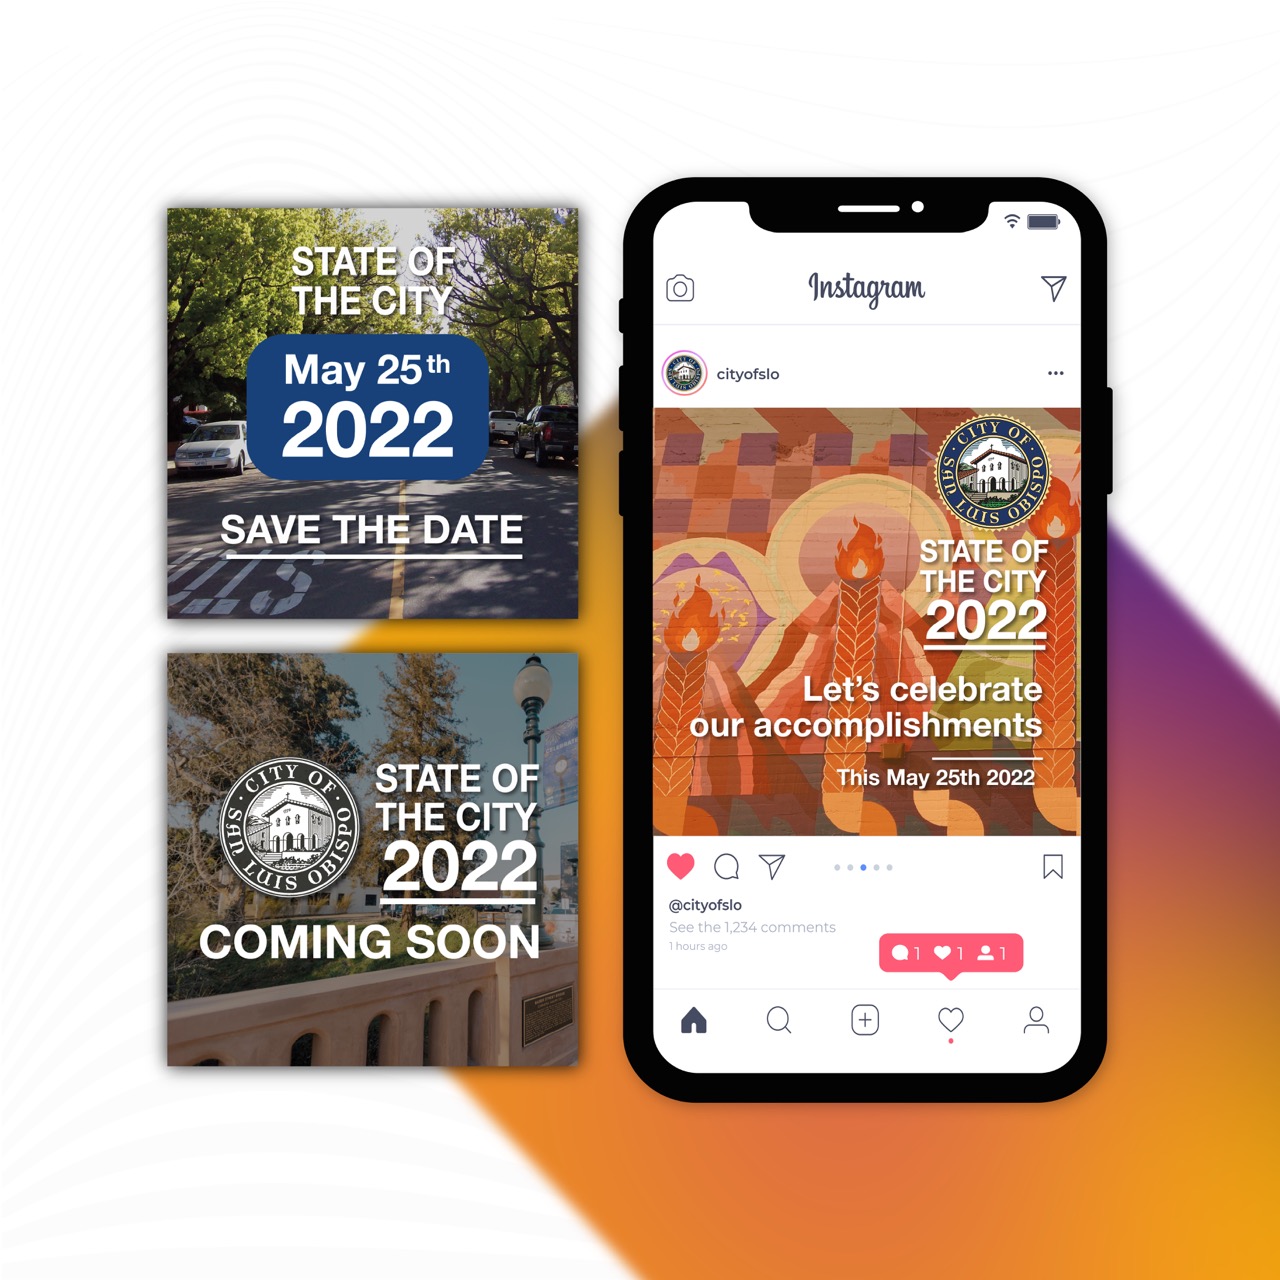 STATE OF
THE CITY
May 25th
2022
SAVE THE DATE
CITY OF
SAN LUIS OBISPO
STATE OF
THE CITY
2022
COMING SOON
Instagram
cityofslo
CITY OF
SAN LUIS OBISPO
STATE OF
THE CITY
2022
Let's celebrate
our accomplishments
This May 25th 2022
@cityofslo
See the 1,234 comments
1 hours ago
1 1 1